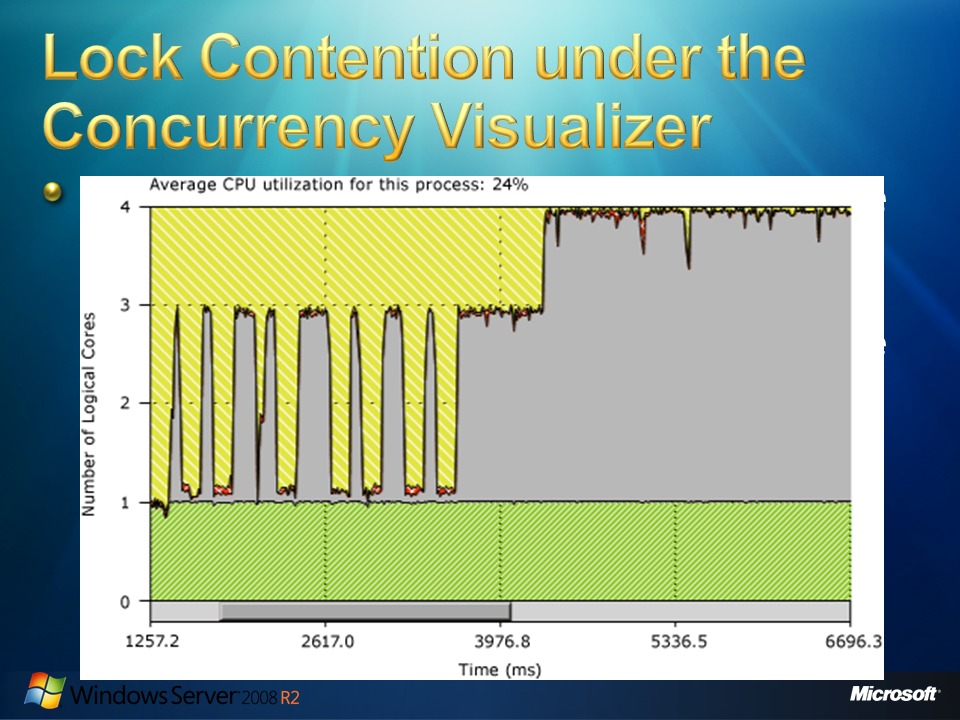 Lock Contention under the
Concurrency Visualizer
Average CPU utilization for this process: 24%
Number of Logical Cores
4
3
2
1
0
1257.2 2617.0 3976.8 5336.5 6696.3
Time (ms)
Windows Server 2008 R2
Microsoft